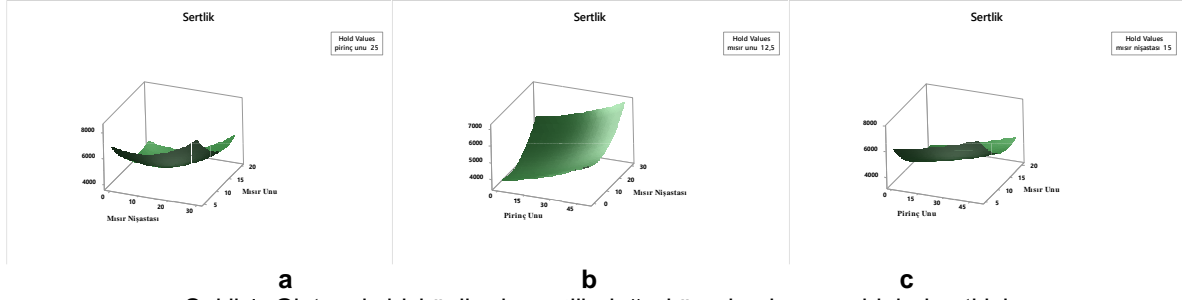 Sertlik
Hold Values
pirinç unu 25
8000
6000
4000
0
10
20
30
5
10
15
20
Mısır Nişastası
Mısır Unu
a
Sertlik
Hold Values
mısır unu 12,5
7000
6000
5000
4000
0
15
30
45
0
10
20
30
Pirinç Unu
Mısır Nişastası
b
Sertlik
Hold Values
mısır nişastası 15
8000
6000
4000
0
15
30
45
5
10
15
20
Pirinç Unu
Mısır Unu
c